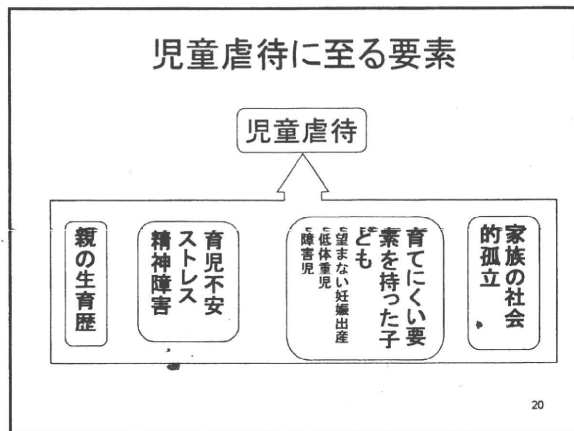 児童虐待に至る要素
児童虐待
親の生育歴
育児不安
ストレス
精神障害
育てにくい要
素を持った子
ども
望まない妊娠出産
低体重児
障害児
家族の社会
的孤立
20